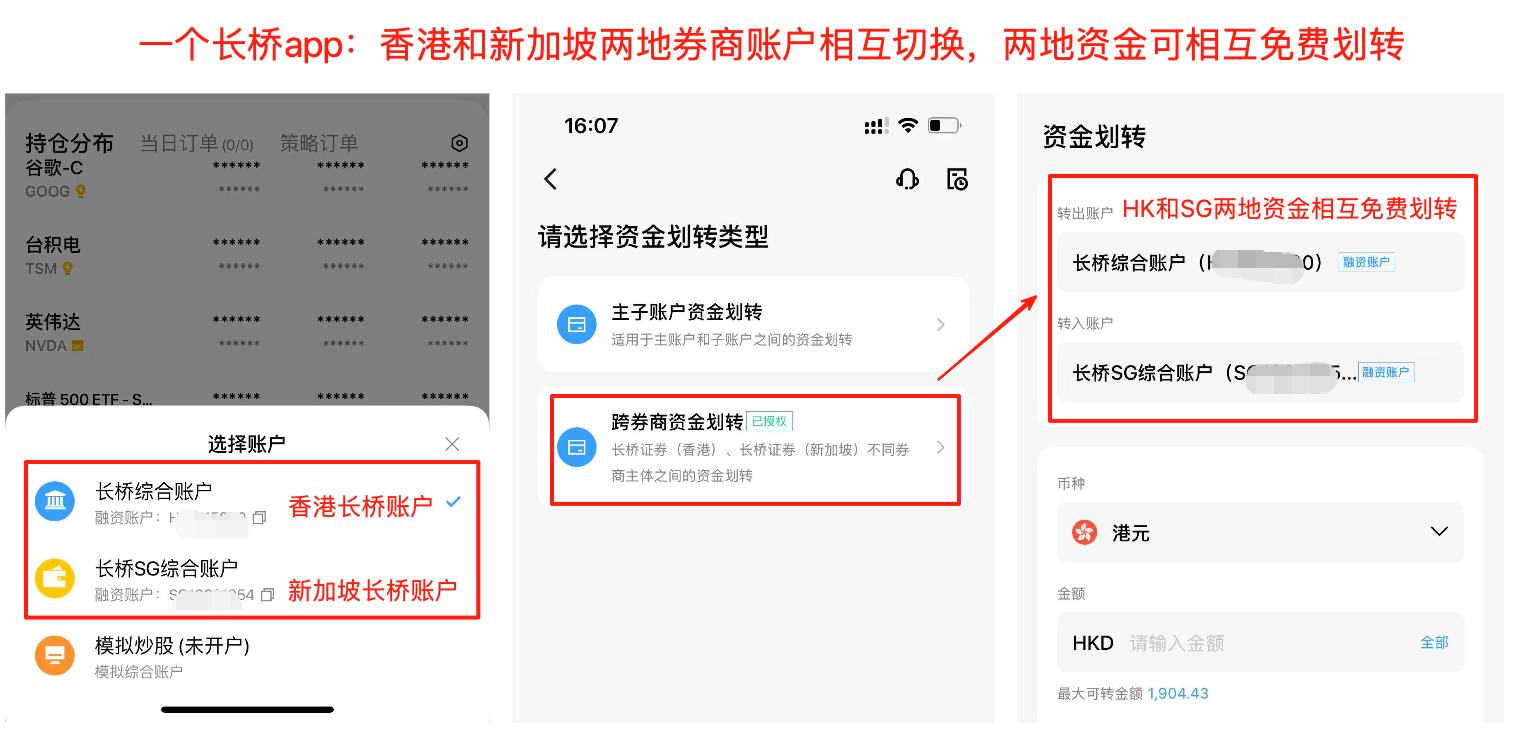 一个长桥app：香港和新加坡两地券商账户相互切换，两地资金可相互免费划转
持仓分布 当日订单 (0/0) 策略订单
谷歌-C ****** ****** ******
GOOG ****** ****** ******
台积电 ****** ****** ******
TSM ****** ****** ******
英伟达 ****** ****** ******
NVDA ****** ****** ******
标普 500 ETF - S... ****** ****** ******
选择账户
长桥综合账户
融资账户：
香港长桥账户
长桥SG综合账户
融资账户：
新加坡长桥账户
模拟炒股 (未开户)
模拟综合账户
16:07
请选择资金划转类型
主子账户资金划转
适用于主账户和子账户之间的资金划转
跨券商资金划转 已授权
长桥证券（香港）、长桥证券（新加坡）不同券
商主体之间的资金划转
资金划转
转出账户 HK和SG两地资金相互免费划转
长桥综合账户（ 0） 融资账户
转入账户
长桥SG综合账户（ 5... 融资账户
币种
港元
金额
HKD 请输入金额 全部
最大可转金额 1,904.43